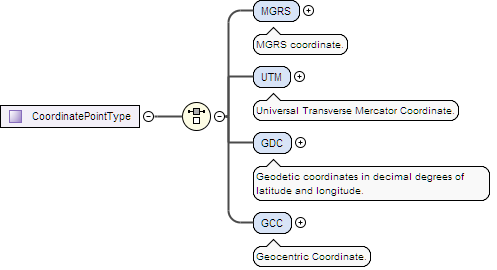 MGRS
MGRS coordinate.
UTM
Universal Transverse Mercator Coordinate.
CoordinatePointType
GDC
Geodetic coordinates in decimal degrees of
latitude and longitude.
GCC
Geocentric Coordinate.